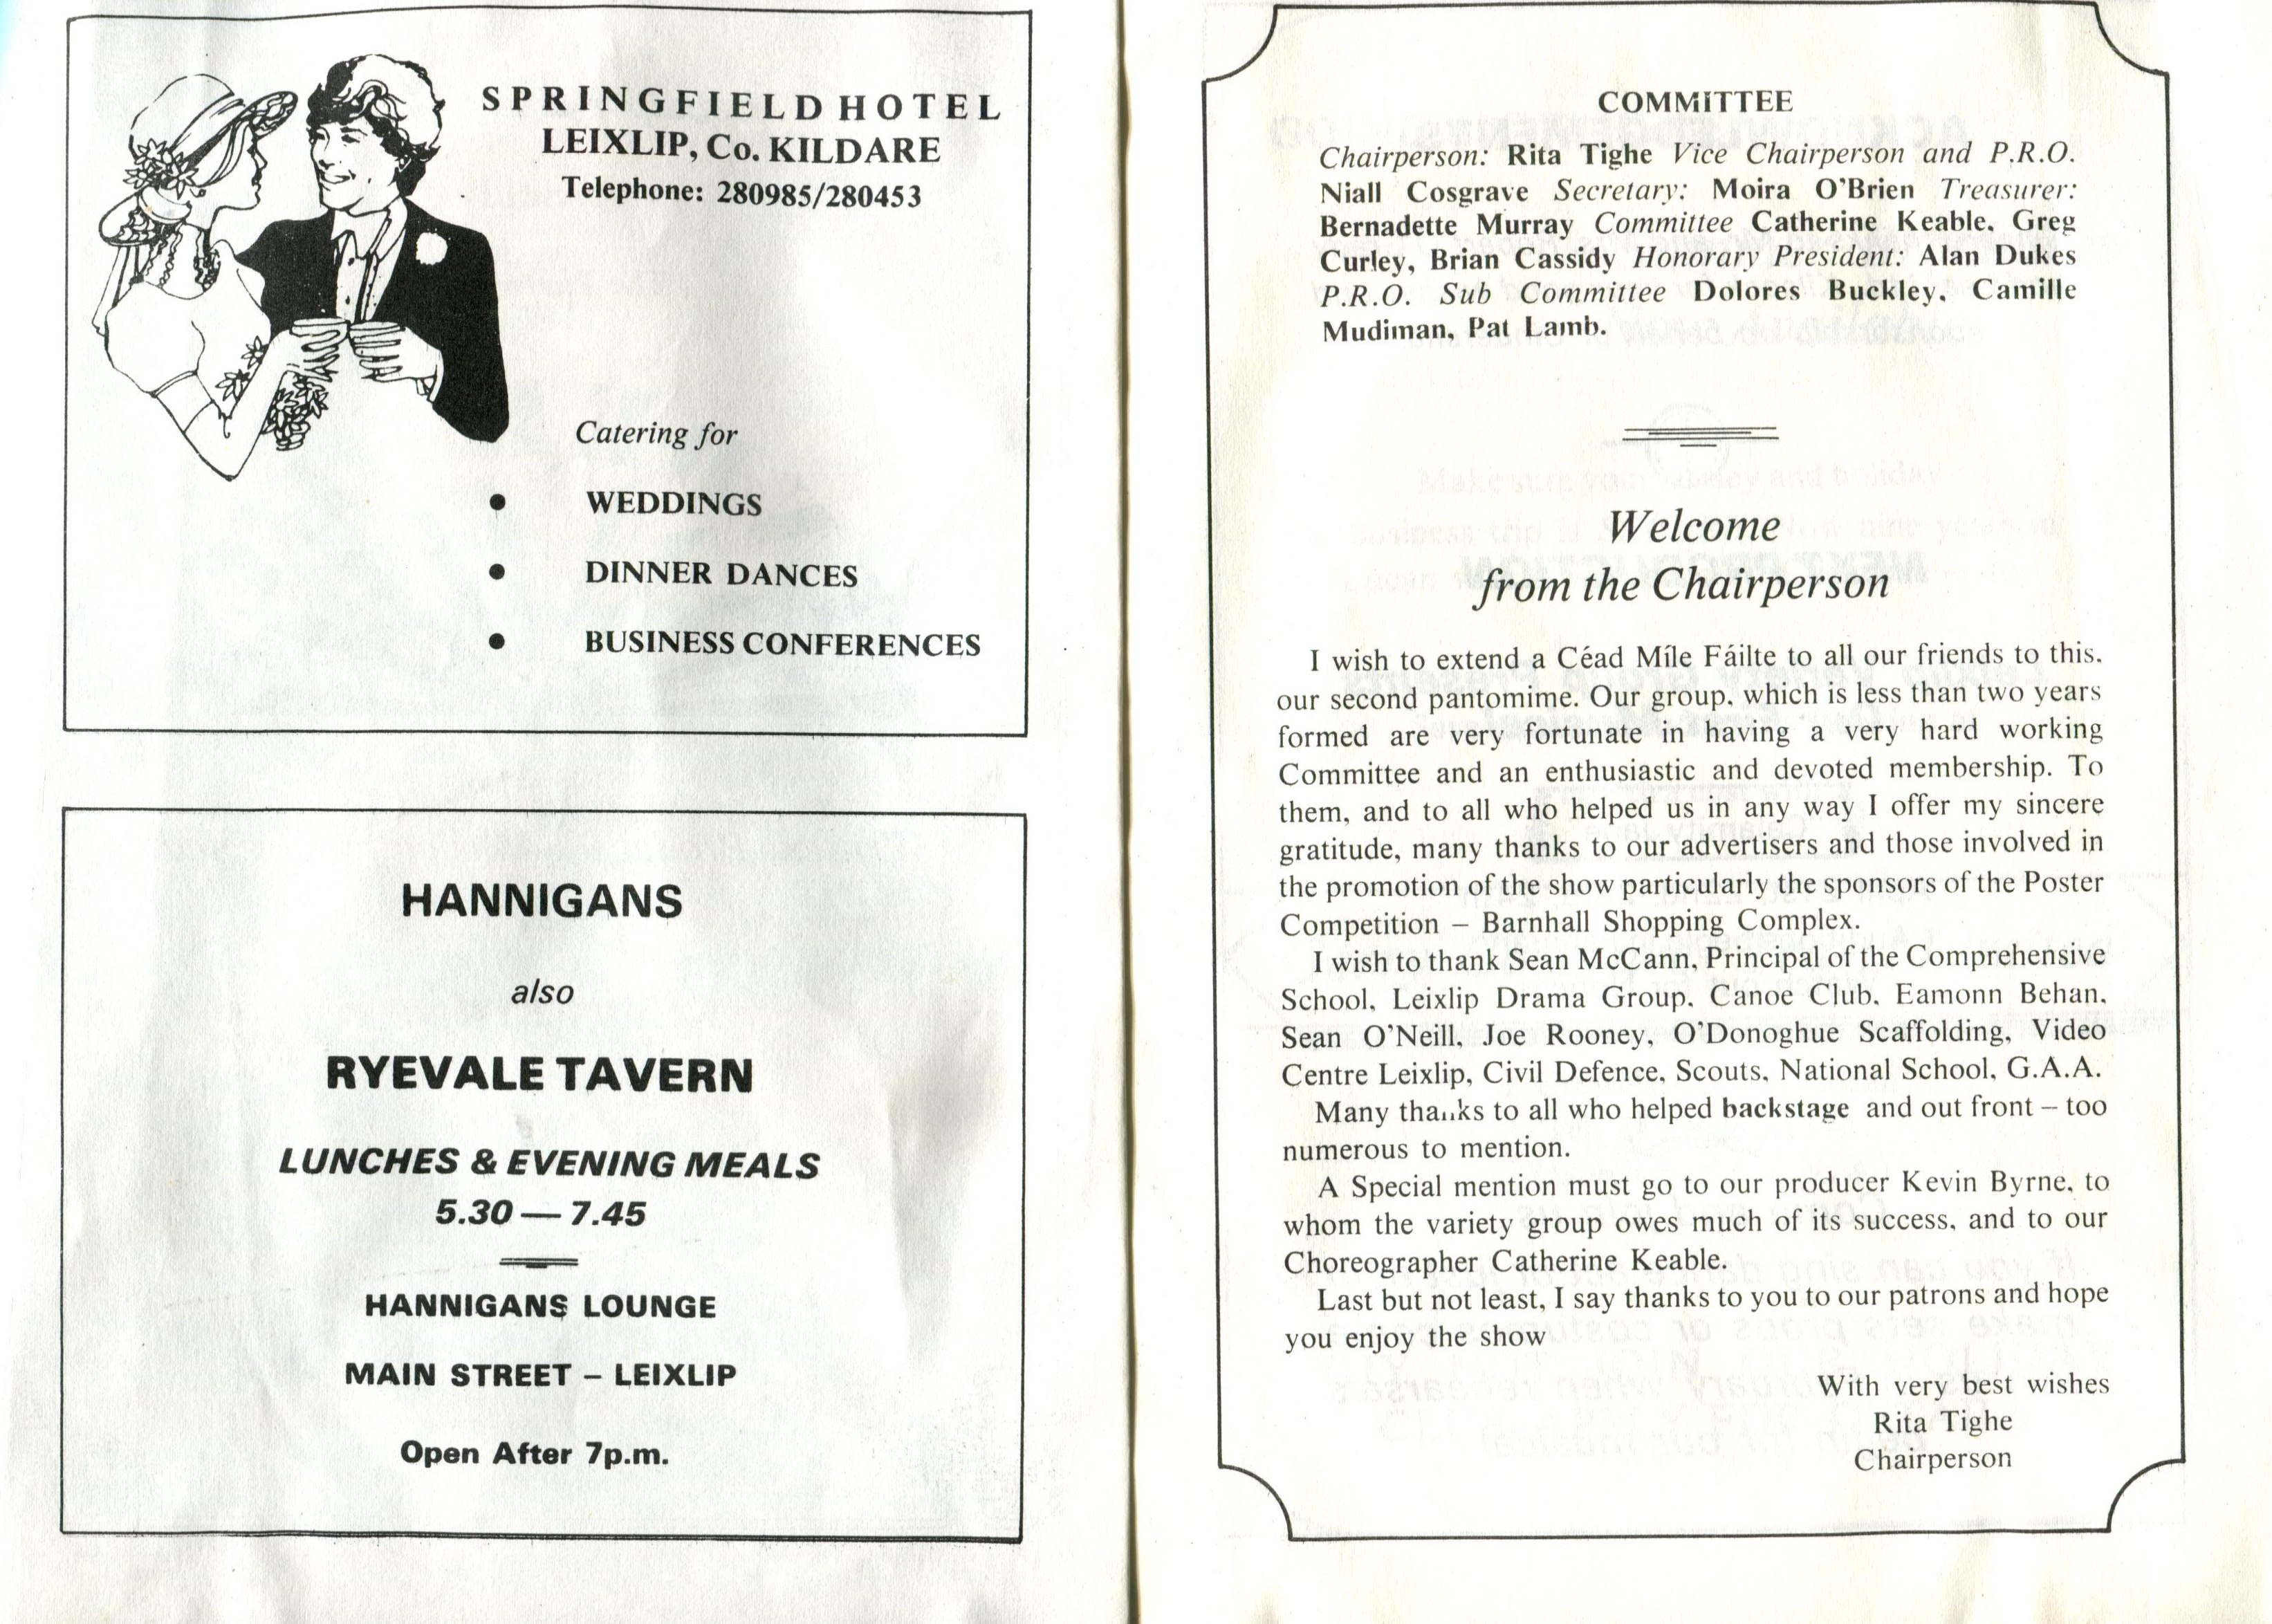 SPRINGFIELD HOTEL
LEIXLIP, Co. KILDARE
Telephone: 280985/280453
Catering for
• WEDDINGS
• DINNER DANCES
• BUSINESS CONFERENCES
HANNIGANS
also
RYEVALE TAVERN
LUNCHES & EVENING MEALS
5.30 — 7.45
HANNIGANS LOUNGE
MAIN STREET – LEIXLIP
Open After 7p.m.
COMMITTEE
Chairperson: Rita Tighe Vice Chairperson and P.R.O.
Niall Cosgrave Secretary: Moira O'Brien Treasurer:
Bernadette Murray Committee Catherine Keable, Greg
Curley, Brian Cassidy Honorary President: Alan Dukes
P.R.O. Sub Committee Dolores Buckley, Camille
Mudiman, Pat Lamb.
Welcome
from the Chairperson
I wish to extend a Céad Míle Fáilte to all our friends to this,
our second pantomime. Our group, which is less than two years
formed are very fortunate in having a very hard working
Committee and an enthusiastic and devoted membership. To
them, and to all who helped us in any way I offer my sincere
gratitude, many thanks to our advertisers and those involved in
the promotion of the show particularly the sponsors of the Poster
Competition – Barnhall Shopping Complex.
I wish to thank Sean McCann, Principal of the Comprehensive
School, Leixlip Drama Group, Canoe Club, Eamonn Behan,
Sean O'Neill, Joe Rooney, O'Donoghue Scaffolding, Video
Centre Leixlip, Civil Defence, Scouts, National School, G.A.A.
Many thanks to all who helped backstage and out front – too
numerous to mention.
A Special mention must go to our producer Kevin Byrne, to
whom the variety group owes much of its success, and to our
Choreographer Catherine Keable.
Last but not least, I say thanks to you to our patrons and hope
you enjoy the show
With very best wishes
Rita Tighe
Chairperson